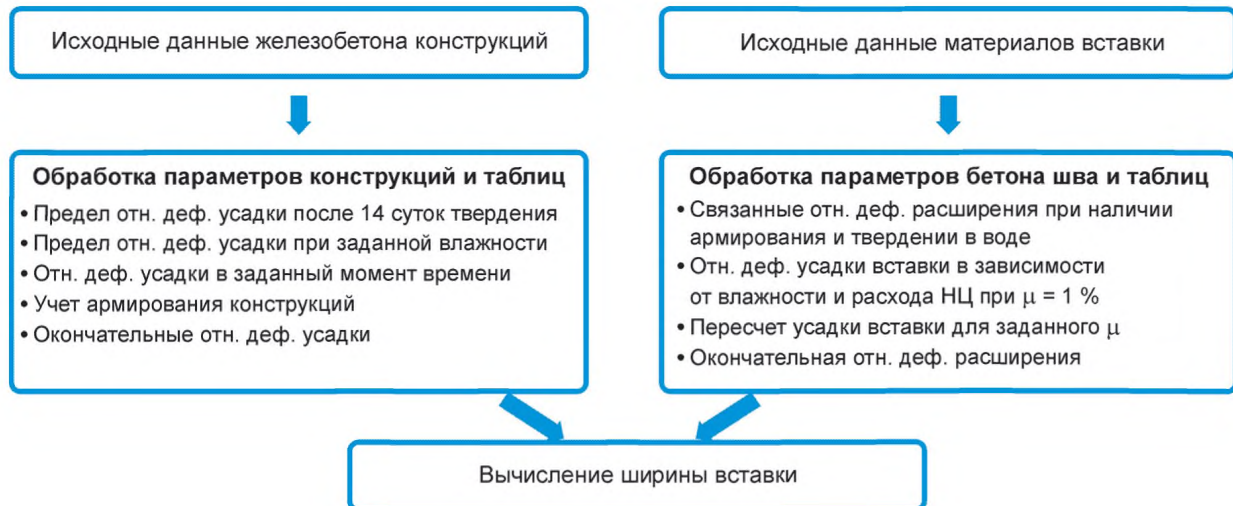 Исходные данные железобетона конструкций
Исходные данные материалов вставки
Обработка параметров конструкций и таблиц
• Предел отн. деф. усадки после 14 суток твердения
• Предел отн. деф. усадки при заданной влажности
• Отн. деф. усадки в заданный момент времени
• Учет армирования конструкций
• Окончательные отн. деф. усадки
Обработка параметров бетона шва и таблиц
• Связанные отн. деф. расширения при наличии
армирования и твердении в воде
• Отн. деф. усадки вставки в зависимости
от влажности и расхода НЦ при μ = 1 %
• Пересчет усадки вставки для заданного μ
• Окончательная отн. деф. расширения
Вычисление ширины вставки